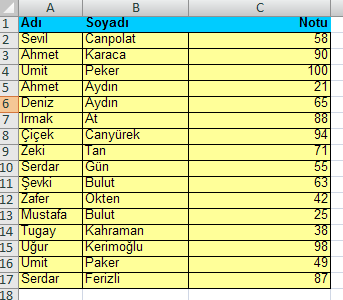 A B C
1 Adı Soyadı Notu
2 Sevil Canpolat 58
3 Ahmet Karaca 90
4 Ümit Peker 100
5 Ahmet Aydın 21
6 Deniz Aydın 65
7 Irmak At 88
8 Çiçek Canyürek 94
9 Zeki Tan 71
10 Serdar Gün 55
11 Şevki Bulut 63
12 Zafer Ökten 42
13 Mustafa Bulut 25
14 Tugay Kahraman 38
15 Uğur Kerimoğlu 98
16 Ümit Paker 49
17 Serdar Ferizli 87
18